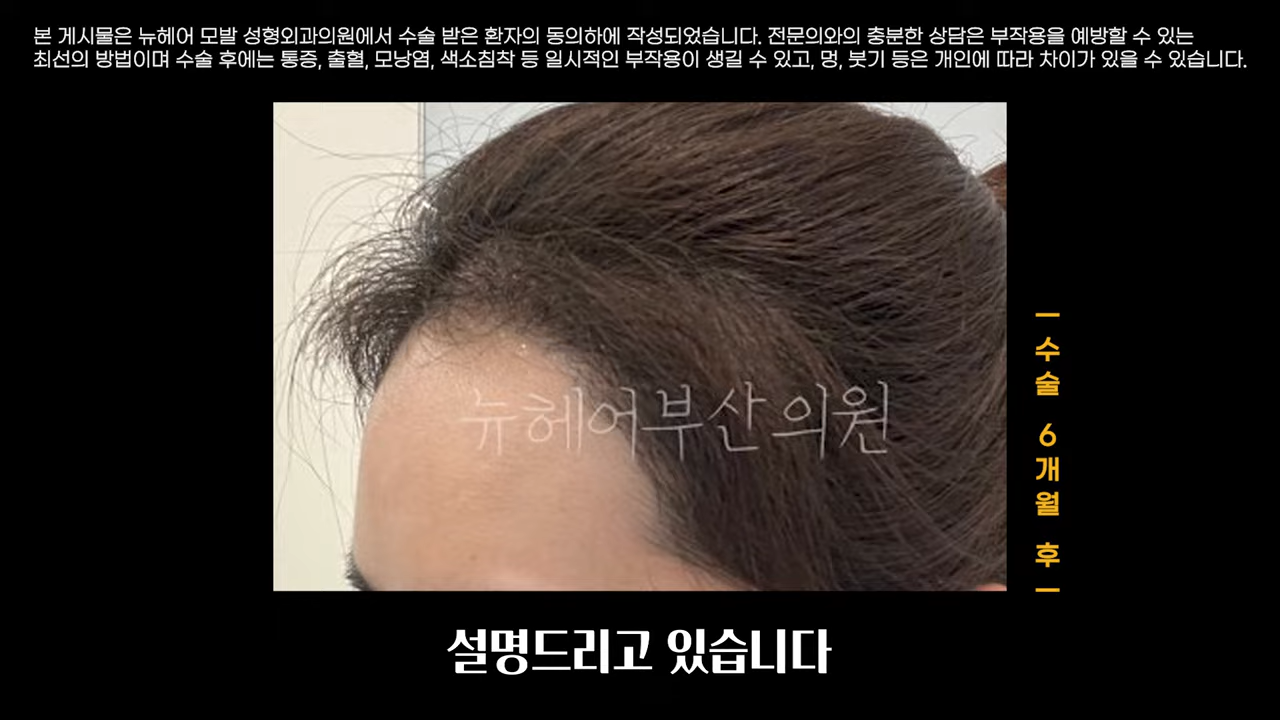 본 게시물은 뉴헤어 모발 성형외과의원에서 수술 받은 환자의 동의하에 작성되었습니다. 전문의와의 충분한 상담은 부작용을 예방할 수 있는
최선의 방법이며 수술 후에는 통증, 출혈, 모낭염, 색소침착 등 일시적인 부작용이 생길 수 있고, 멍, 붓기 등은 개인에 따라 차이가 있을 수 있습니다.
뉴헤어부산의원
ㅡ수술 6개월 후ㅡ
설명드리고 있습니다